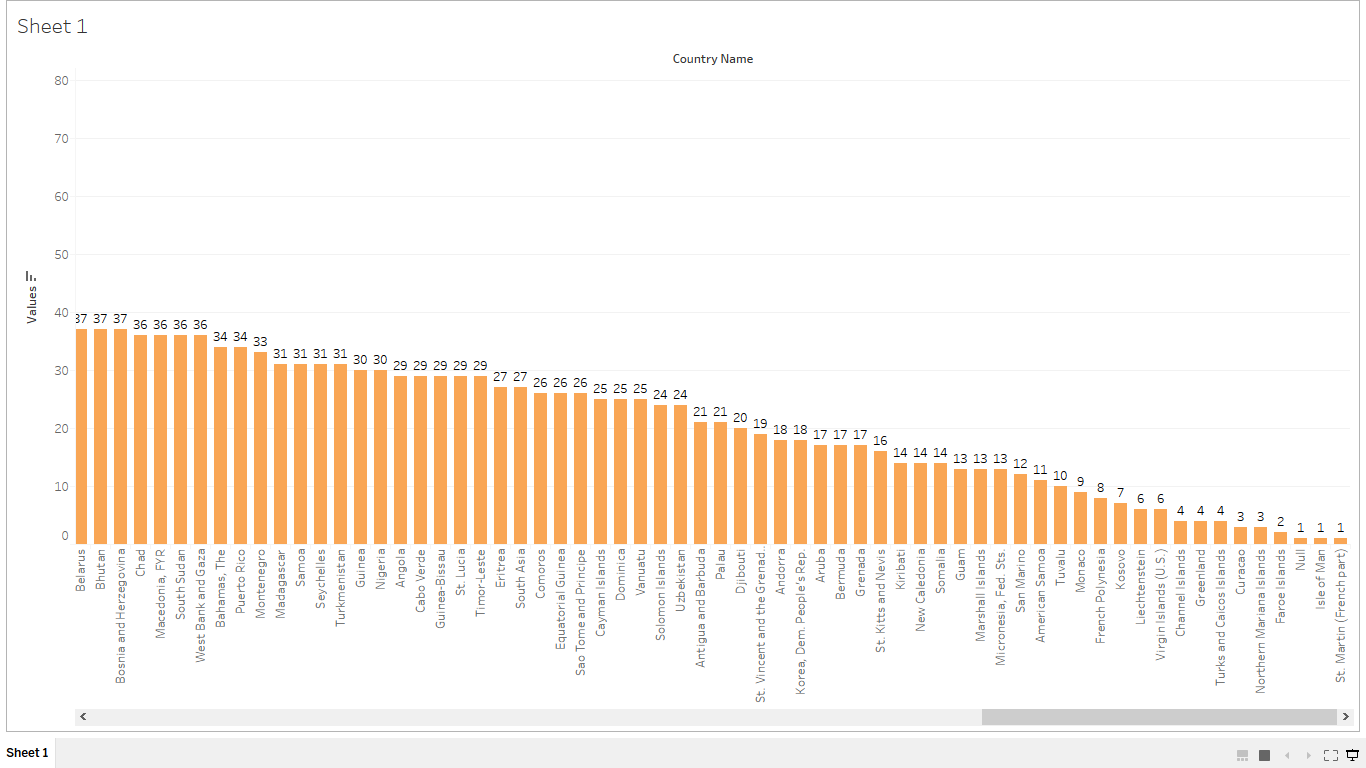 Sheet 1
Country Name
80
70
60
50
40
30
20
10
0
Values
37 37 37 36 36 36 36 34 34 33 31 31 31 31 30 30 29 29 29 29 29 27 27 26 26 26 25 25 25 24 24 21 21 20 19 18 18 17 17 17 16 14 14 14 13 13 13 12 11 10 9 8 7 6 6 4 4 4 3 3 2 1 1 1
Belarus
Bhutan
Bosnia and Herzegovina
Chad
Macedonia, FYR
South Sudan
West Bank and Gaza
Bahamas, The
Puerto Rico
Montenegro
Madagascar
Samoa
Seychelles
Turkmenistan
Guinea
Nigeria
Angola
Cabo Verde
Guinea-Bissau
St. Lucia
Timor-Leste
Eritrea
South Asia
Comoros
Equatorial Guinea
Sao Tome and Principe
Cayman Islands
Dominica
Vanuatu
Solomon Islands
Uzbekistan
Antigua and Barbuda
Palau
Djibouti
St. Vincent and the Grenad..
Andorra
Korea, Dem. People's Rep.
Aruba
Bermuda
Grenada
St. Kitts and Nevis
Kiribati
New Caledonia
Somalia
Guam
Marshall Islands
Micronesia, Fed. Sts.
San Marino
American Samoa
Tuvalu
Monaco
French Polynesia
Kosovo
Liechtenstein
Virgin Islands (U.S.)
Channel Islands
Greenland
Turks and Caicos Islands
Curacao
Northern Mariana Islands
Faroe Islands
Null
Isle of Man
St. Martin (French part)
Sheet 1